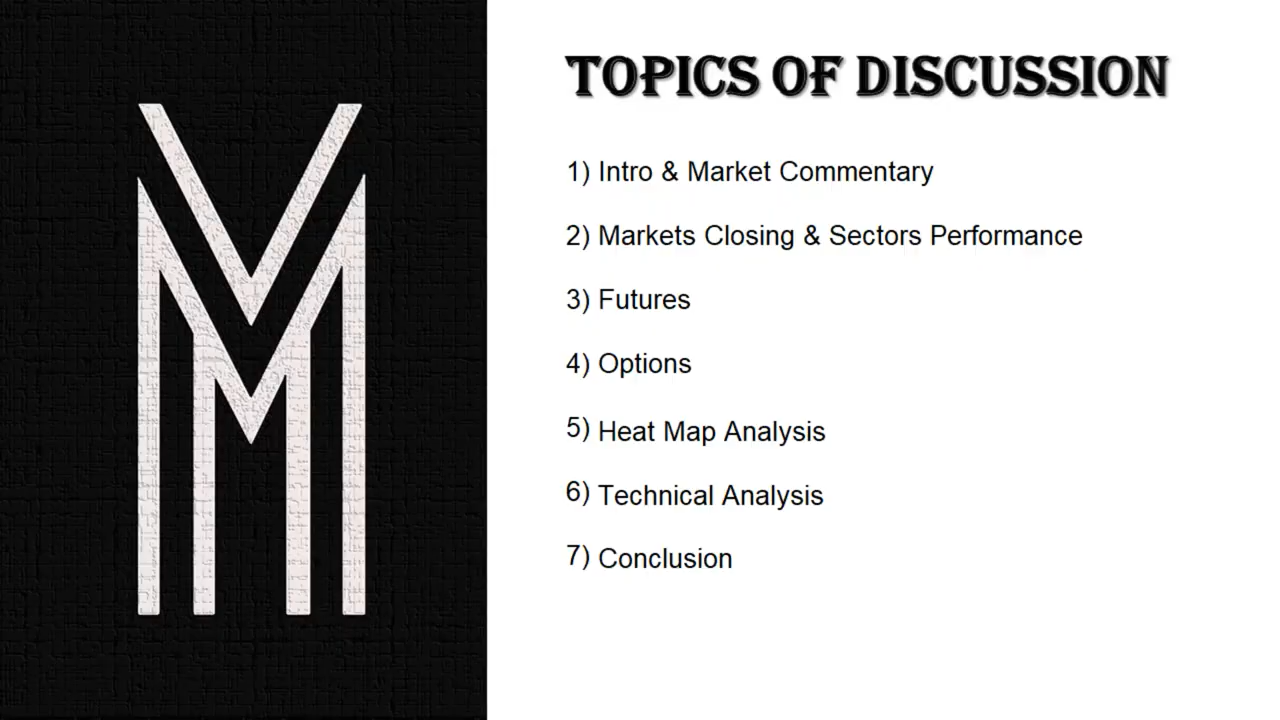 TOPICS OF DISCUSSION
1) Intro & Market Commentary
2) Markets Closing & Sectors Performance
3) Futures
4) Options
5) Heat Map Analysis
6) Technical Analysis
7) Conclusion